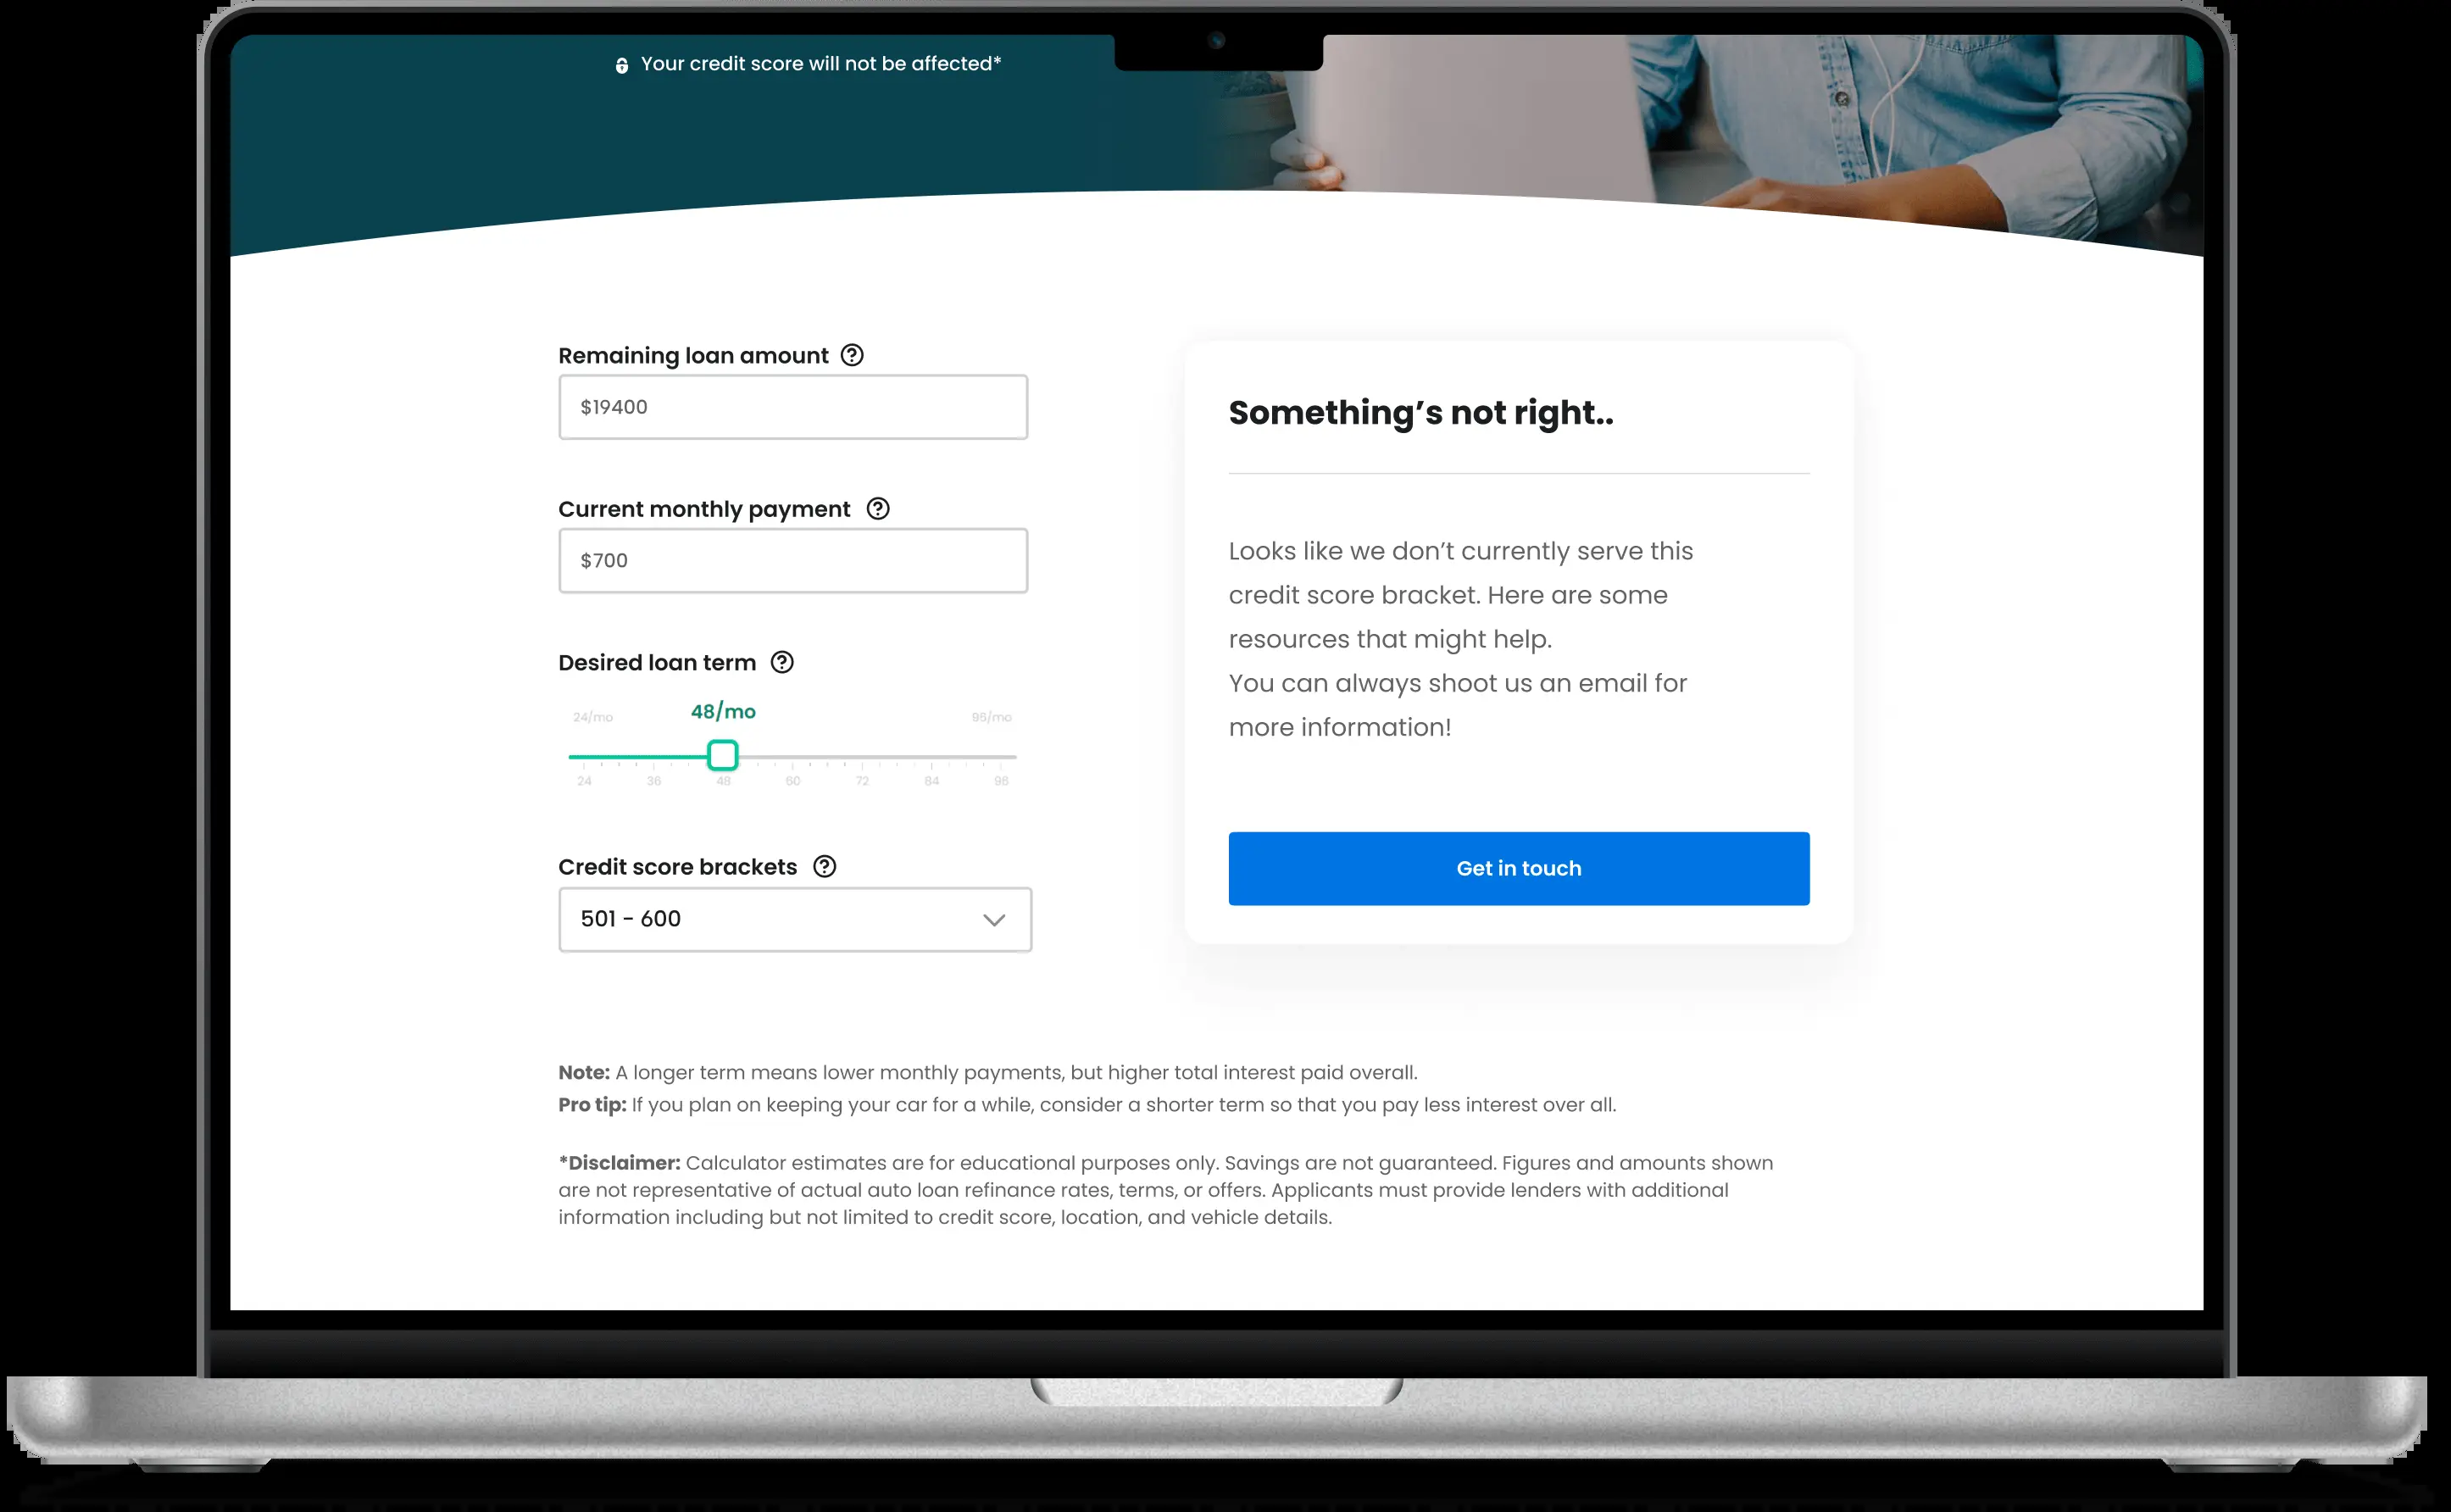 Your credit score will not be affected*
Remaining loan amount
$19400
Current monthly payment
$700
Desired loan term
24/mo 48/mo 96/mo
24 36 48 60 72 84 98
Credit score brackets
501 - 600
Something’s not right..
Looks like we don’t currently serve this
credit score bracket. Here are some
resources that might help.
You can always shoot us an email for
more information!
Get in touch
Note: A longer term means lower monthly payments, but higher total interest paid overall.
Pro tip: If you plan on keeping your car for a while, consider a shorter term so that you pay less interest over all.
*Disclaimer: Calculator estimates are for educational purposes only. Savings are not guaranteed. Figures and amounts shown
are not representative of actual auto loan refinance rates, terms, or offers. Applicants must provide lenders with additional
information including but not limited to credit score, location, and vehicle details.